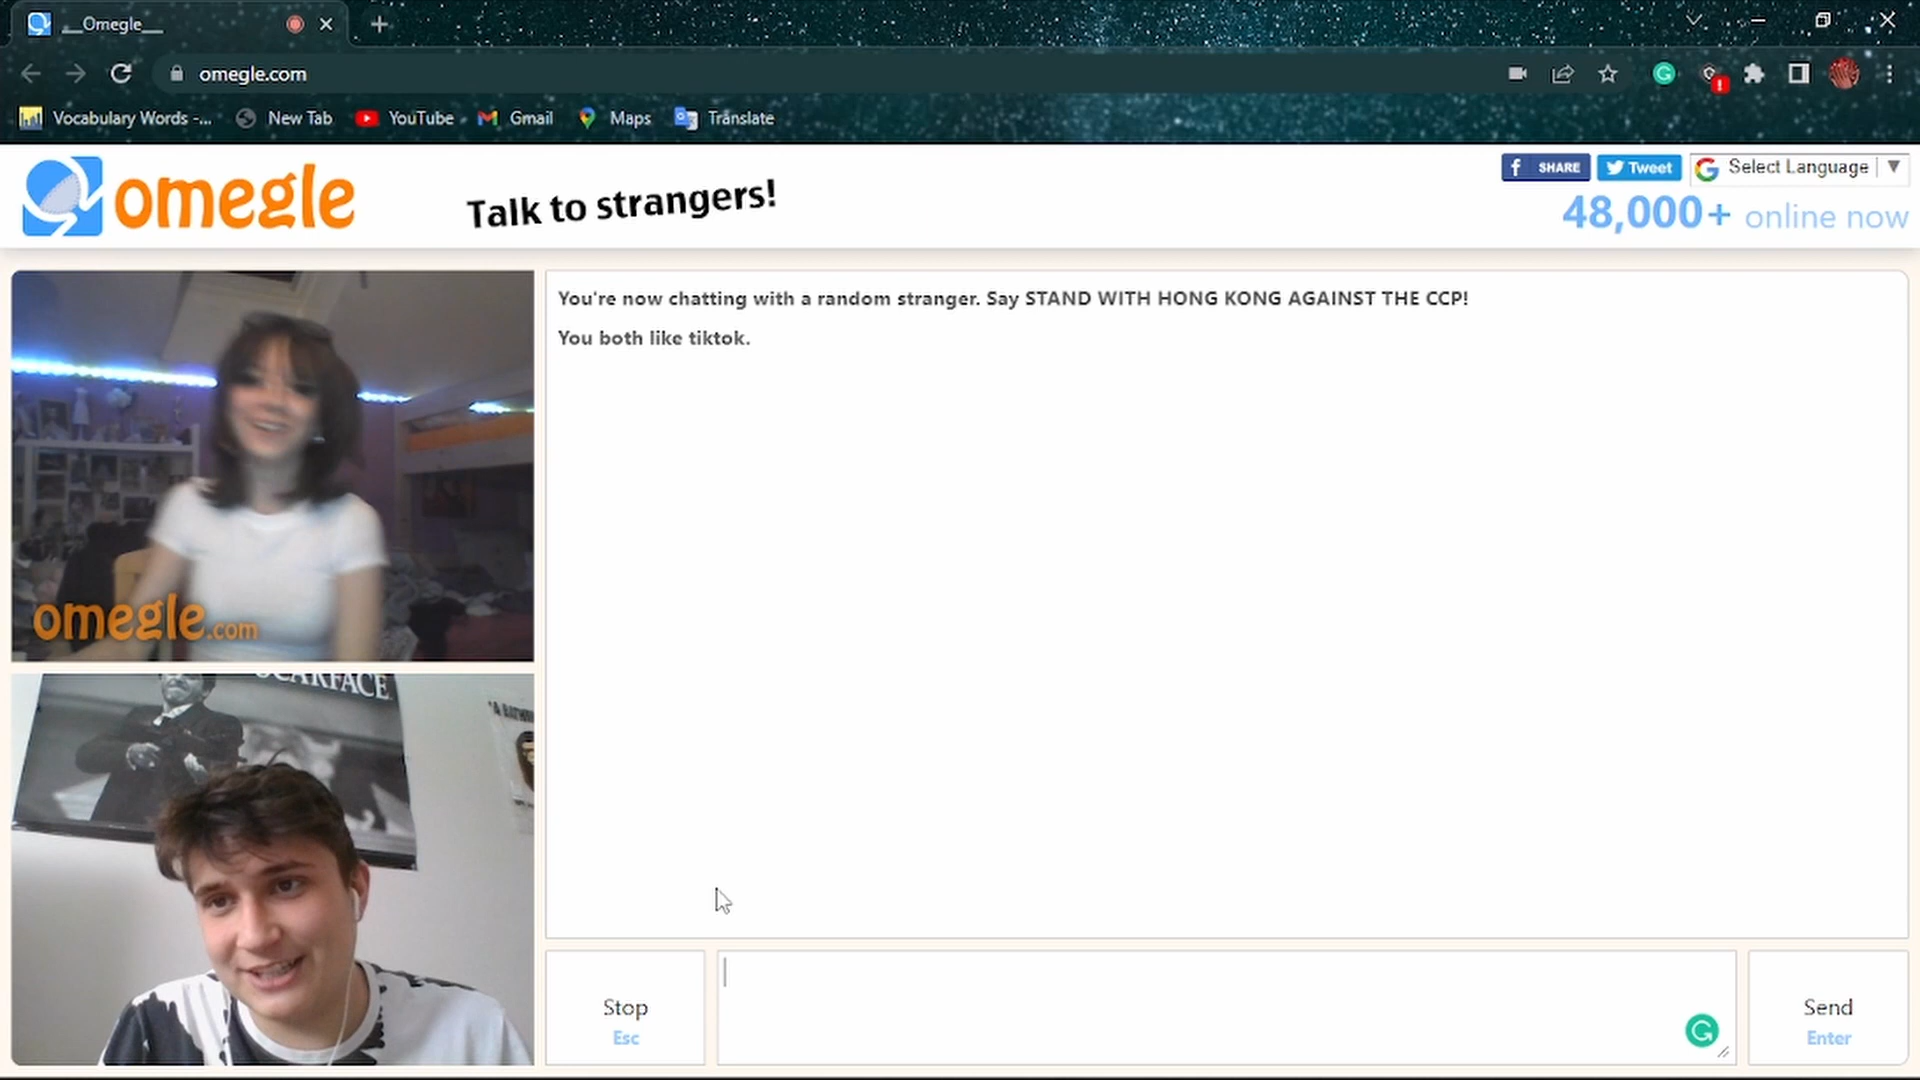 __Omegle__
omegle.com
Vocabulary Words -...
New Tab
YouTube
Gmail
Maps
Translate
omegle
Talk to strangers!
SHARE
Tweet
Select Language
48,000+ online now
You're now chatting with a random stranger. Say STAND WITH HONG KONG AGAINST THE CCP!
You both like tiktok.
omegle.com
SCARFACE
Stop
Esc
Send
Enter